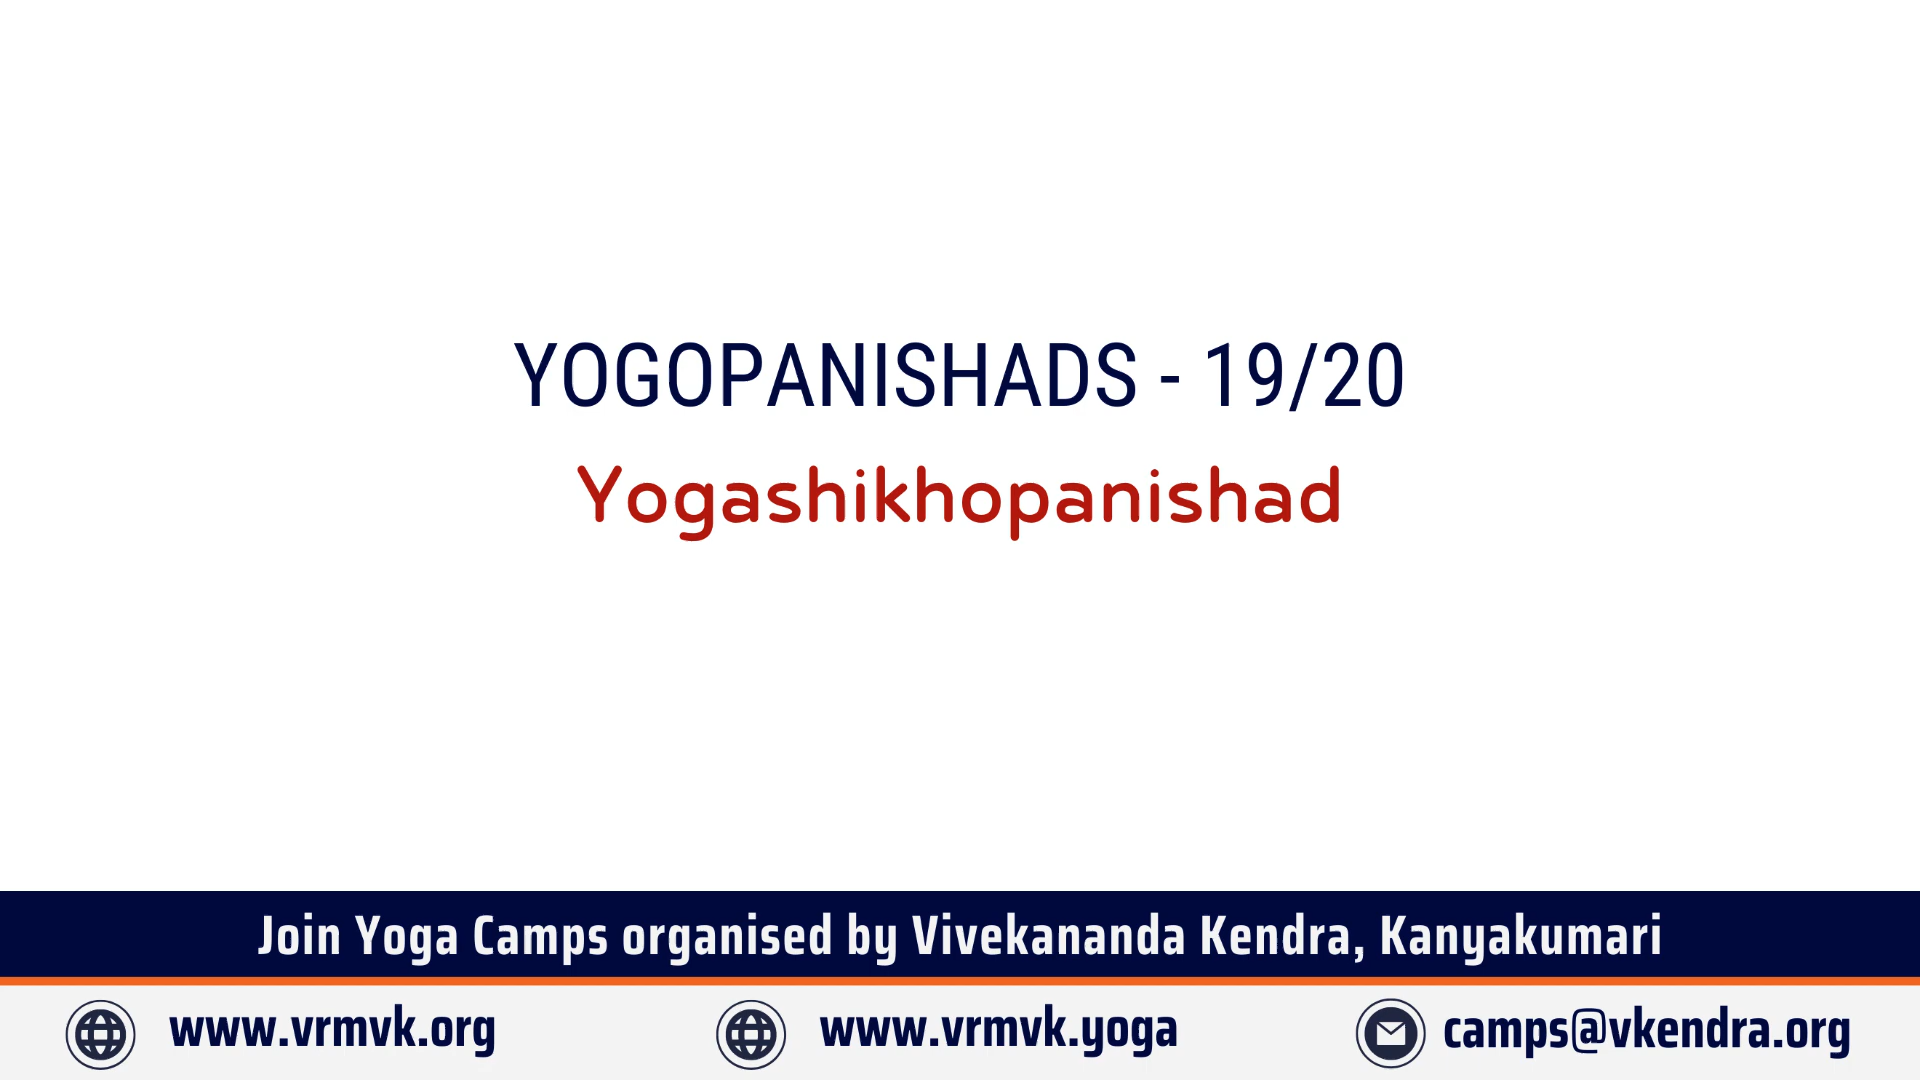 YOGOPANISHADS - 19/20
Yogashikhopanishad
Join Yoga Camps organised by Vivekananda Kendra, Kanyakumari
www.vrmvk.org
www.vrmvk.yoga
camps@vkendra.org